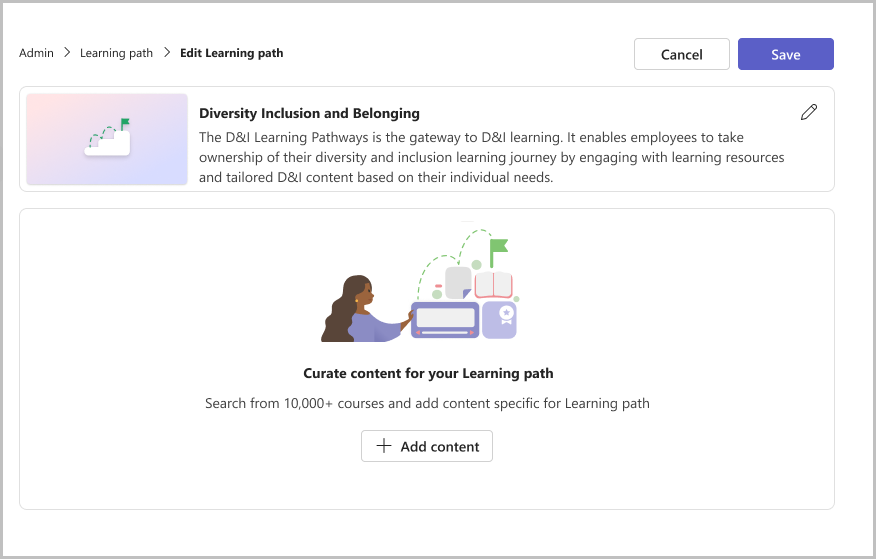 Admin > Learning path > Edit Learning path
Cancel
Save
Diversity Inclusion and Belonging
The D&I Learning Pathways is the gateway to D&I learning. It enables employees to take
ownership of their diversity and inclusion learning journey by engaging with learning resources
and tailored D&I content based on their individual needs.
Curate content for your Learning path
Search from 10,000+ courses and add content specific for Learning path
Add content